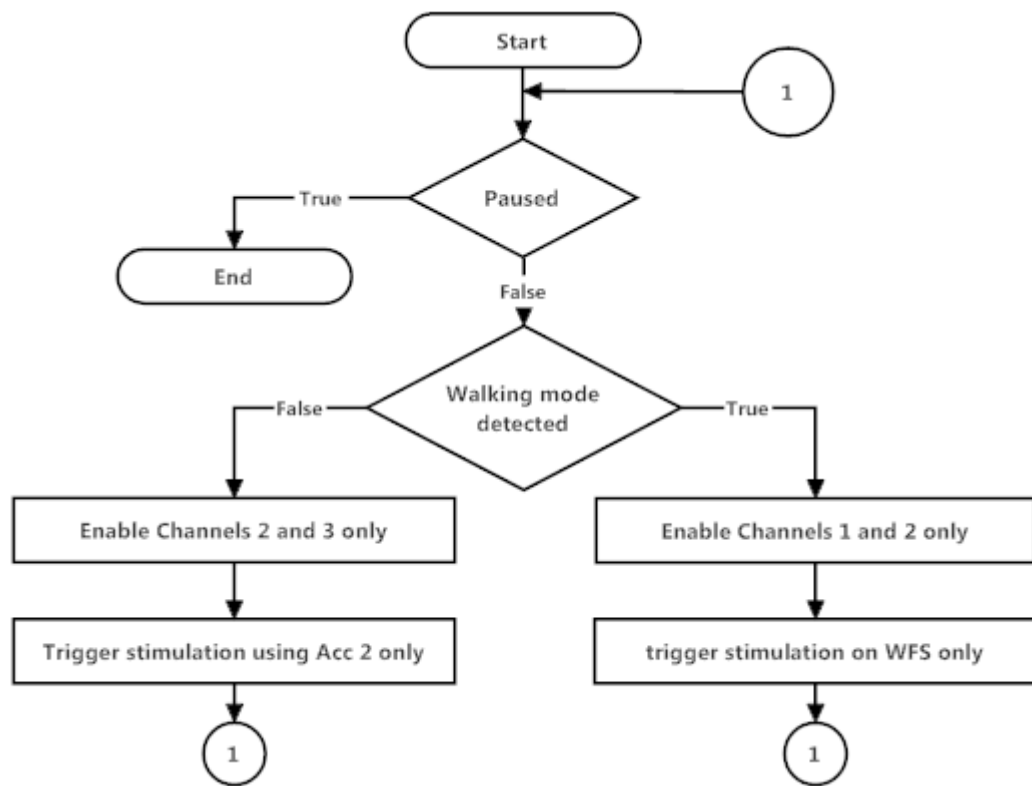 Start
1
Paused
True
End
False
Walking mode
detected
False
True
Enable Channels 2 and 3 only
Enable Channels 1 and 2 only
Trigger stimulation using Acc 2 only
trigger stimulation on WFS only
1
1